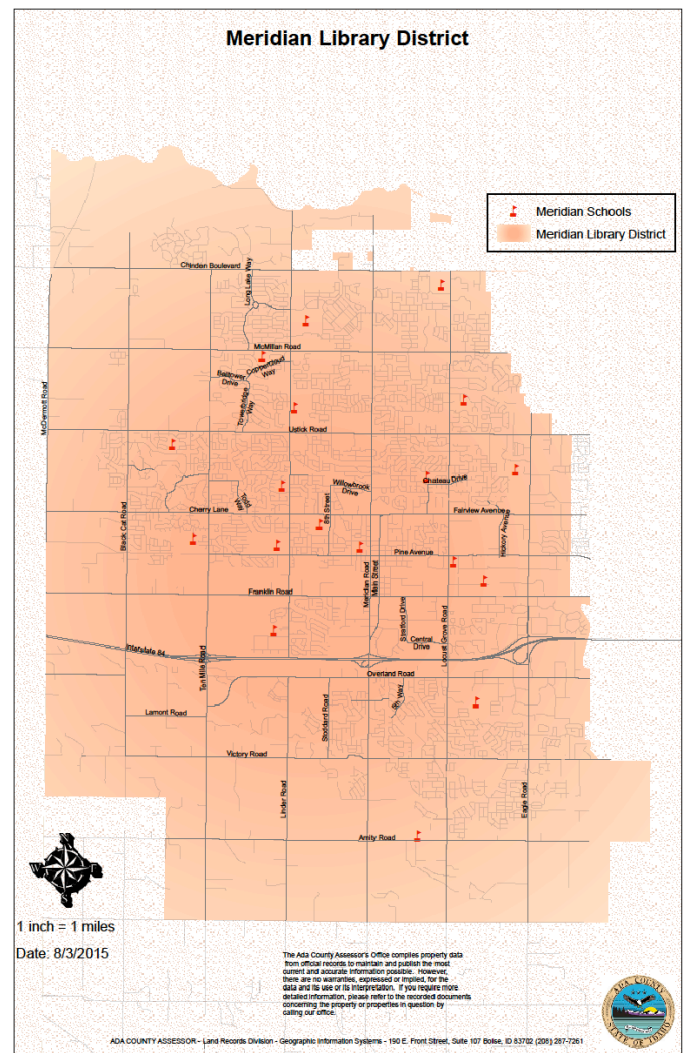 Meridian Library District
Meridian Schools
Meridian Library District
Chinden Boulevard
Long Lake Way
McMillan Road
Belltower
Drive
Coppercloud
Way
Towerbridge
Way
McDermott Road
Ustick Road
Willowbrook
Drive
Chateau Drive
Todd
Way
Cherry Lane
8th Street
Fairview Avenue
Hickory Avenue
Black Cat Road
Pine Avenue
Meridian Road
Main Street
Franklin Road
Stratford Drive
Central
Drive
Locust Grove Road
Interstate 84
Ten Mile Road
Overland Road
5th Way
Lamont Road
Stoddard Road
Victory Road
Linder Road
Eagle Road
Amity Road
N
W
E
S
1 inch = 1 miles
Date: 8/3/2015
The Ada County Assessor's Office compiles property data
from official records to maintain and publish the most
current and accurate information possible. However,
there are no warranties, expressed or implied, for the
data and its use or its interpretation. If you require more
detailed information, please refer to the recorded documents
concerning the property or properties in question by
calling our office.
ADA COUNTY
STATE OF IDAHO
ADA COUNTY ASSESSOR - Land Records Division - Geographic Information Systems - 190 E. Front Street, Suite 107 Boise, ID 83702 (208) 287-7261